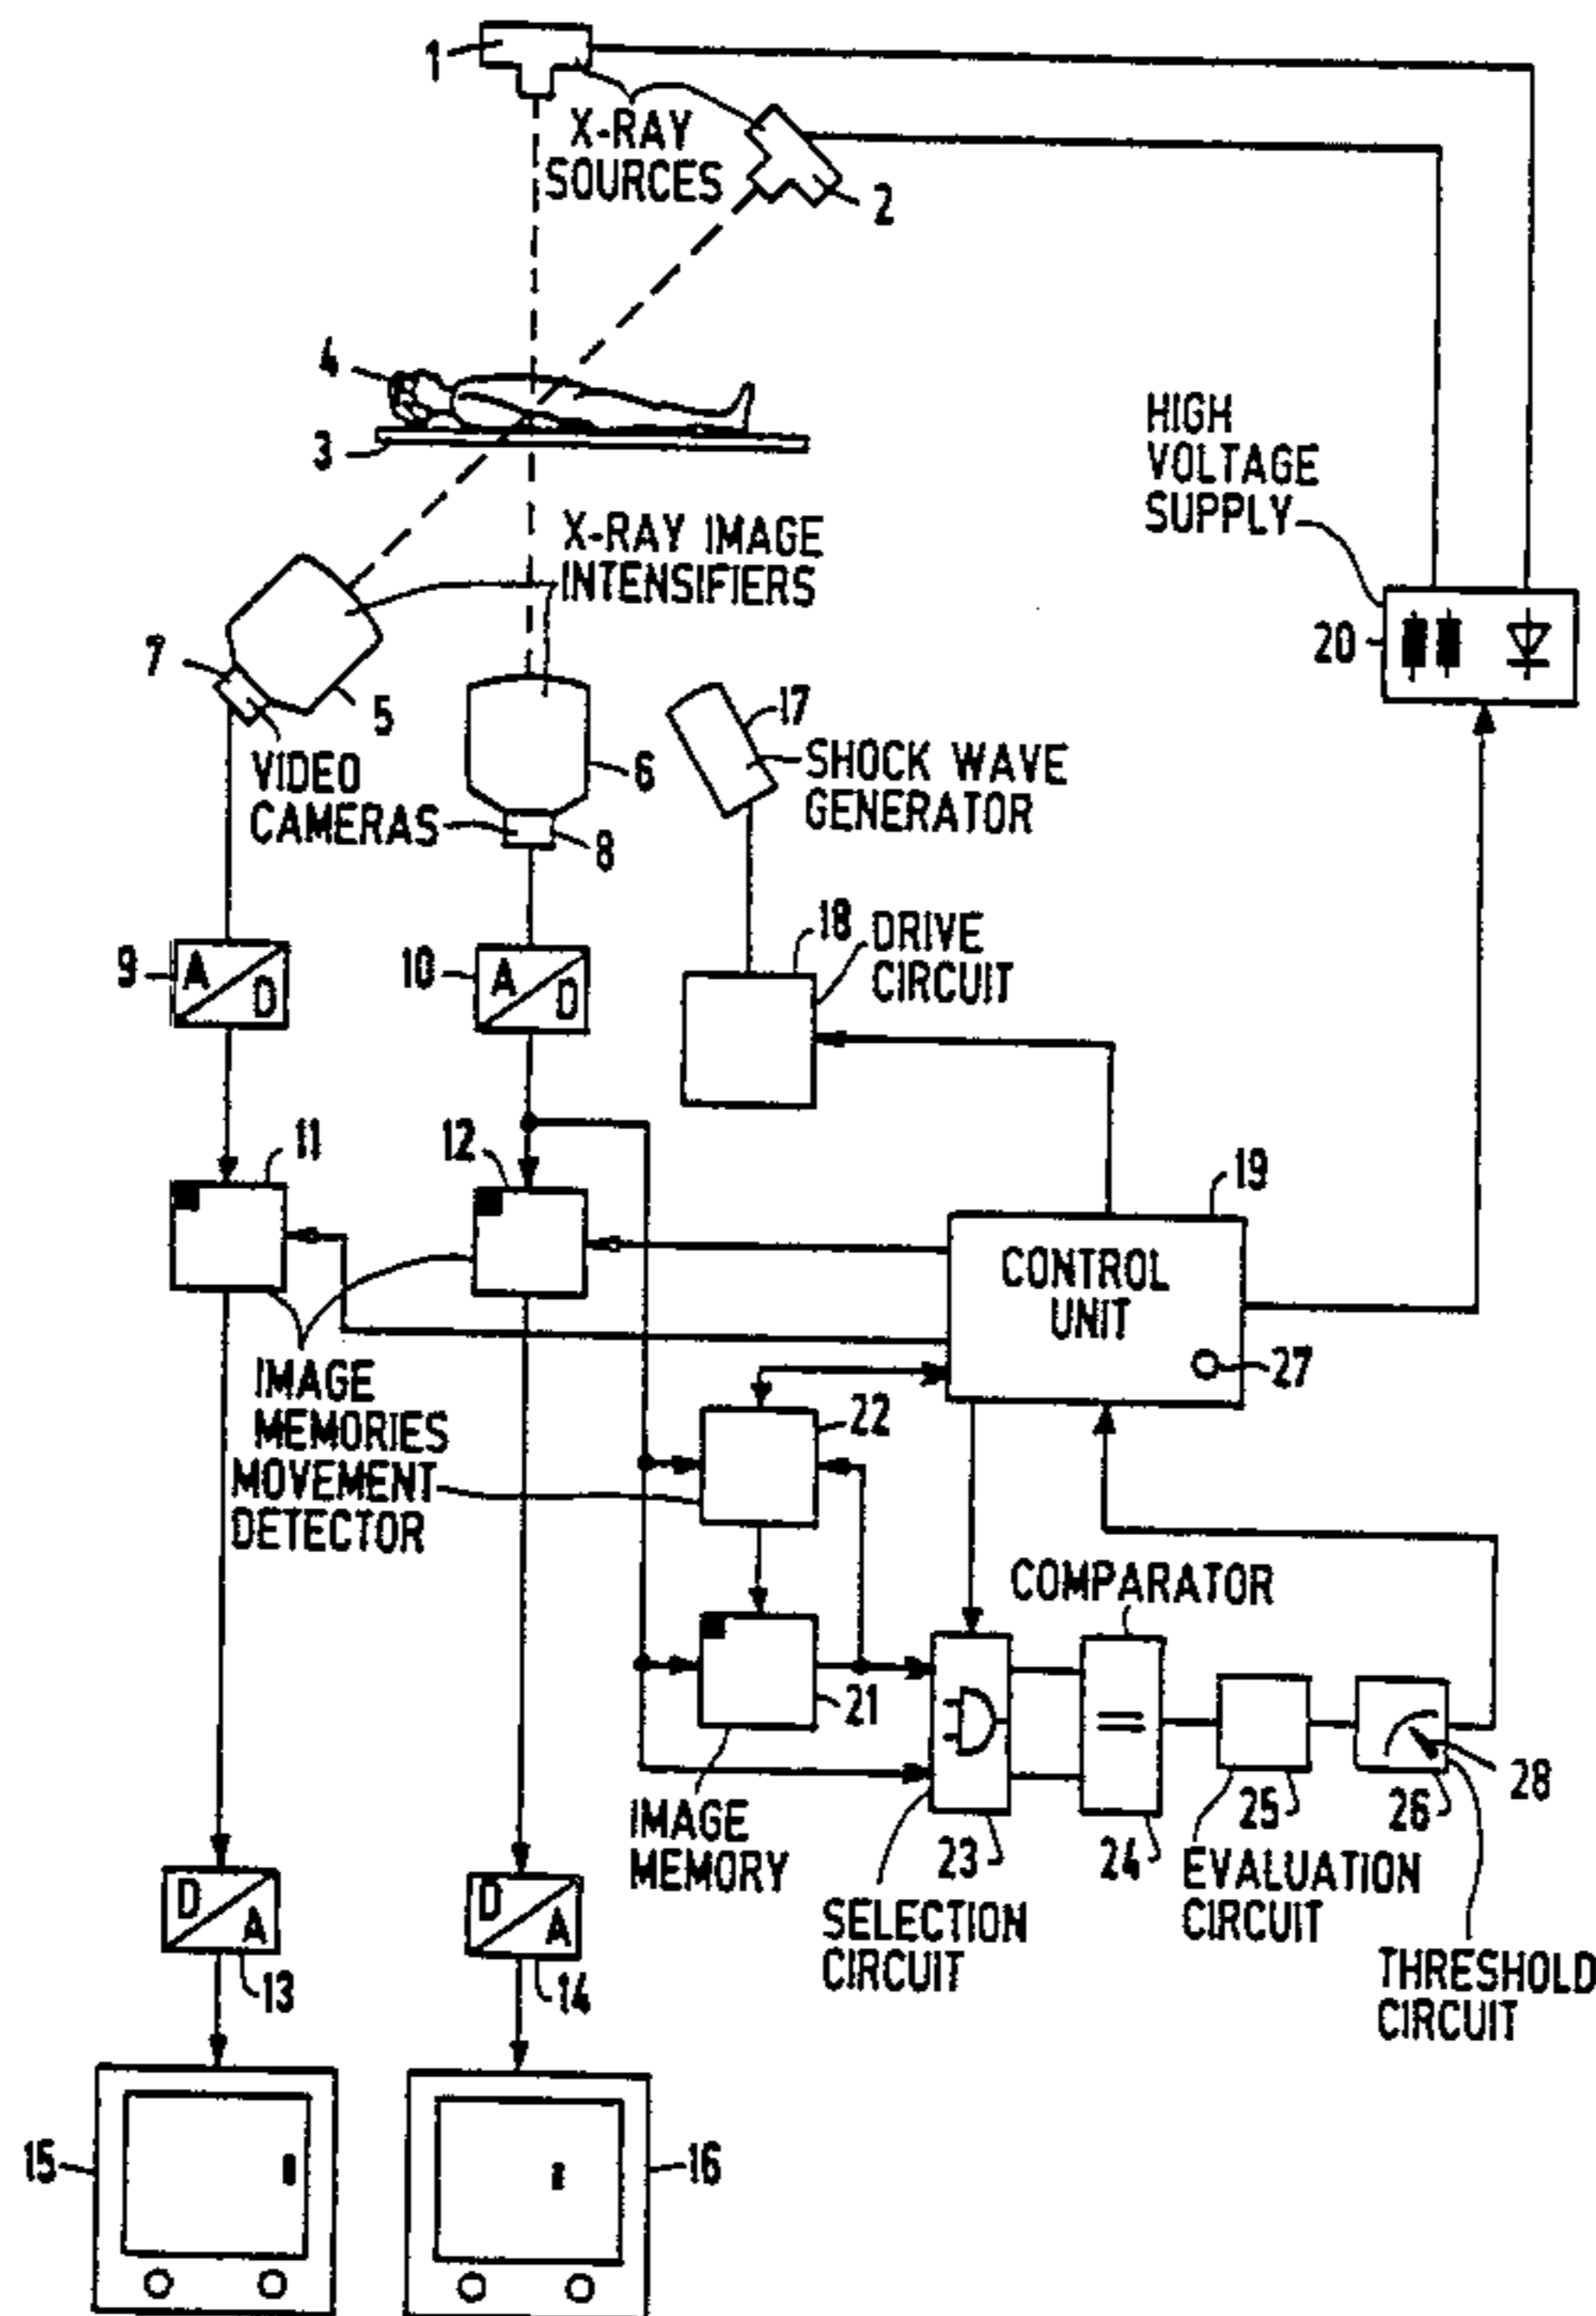 1
X-RAY
SOURCES
2
4
3
HIGH
VOLTAGE
SUPPLY
X-RAY IMAGE
INTENSIFIERS
20
7
5
17
VIDEO
CAMERAS
6
SHOCK WAVE
GENERATOR
8
18
DRIVE
CIRCUIT
9
A
D
10
A
D
11
12
19
CONTROL
UNIT
27
IMAGE
MEMORIES
22
MOVEMENT
DETECTOR
COMPARATOR
21
28
IMAGE
MEMORY
23
24
25
26
SELECTION
CIRCUIT
EVALUATION
CIRCUIT
THRESHOLD
CIRCUIT
D
A
13
D
A
14
15
16